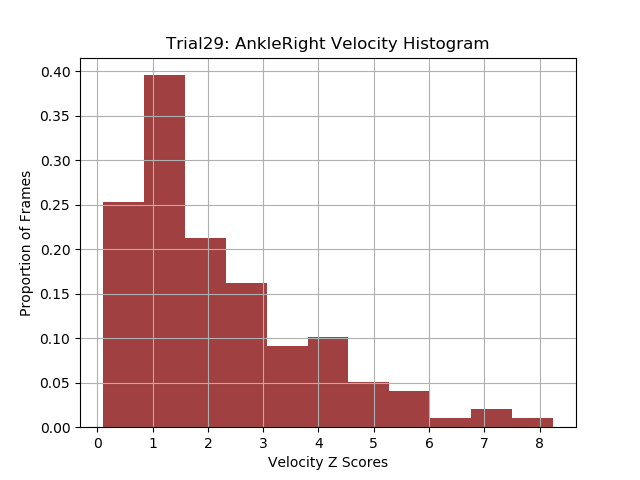 Trial29: AnkleRight Velocity Histogram
0.40
0.35
0.30
0.25
0.20
0.15
0.10
0.05
0.00
Proportion of Frames
0 1 2 3 4 5 6 7 8
Velocity Z Scores